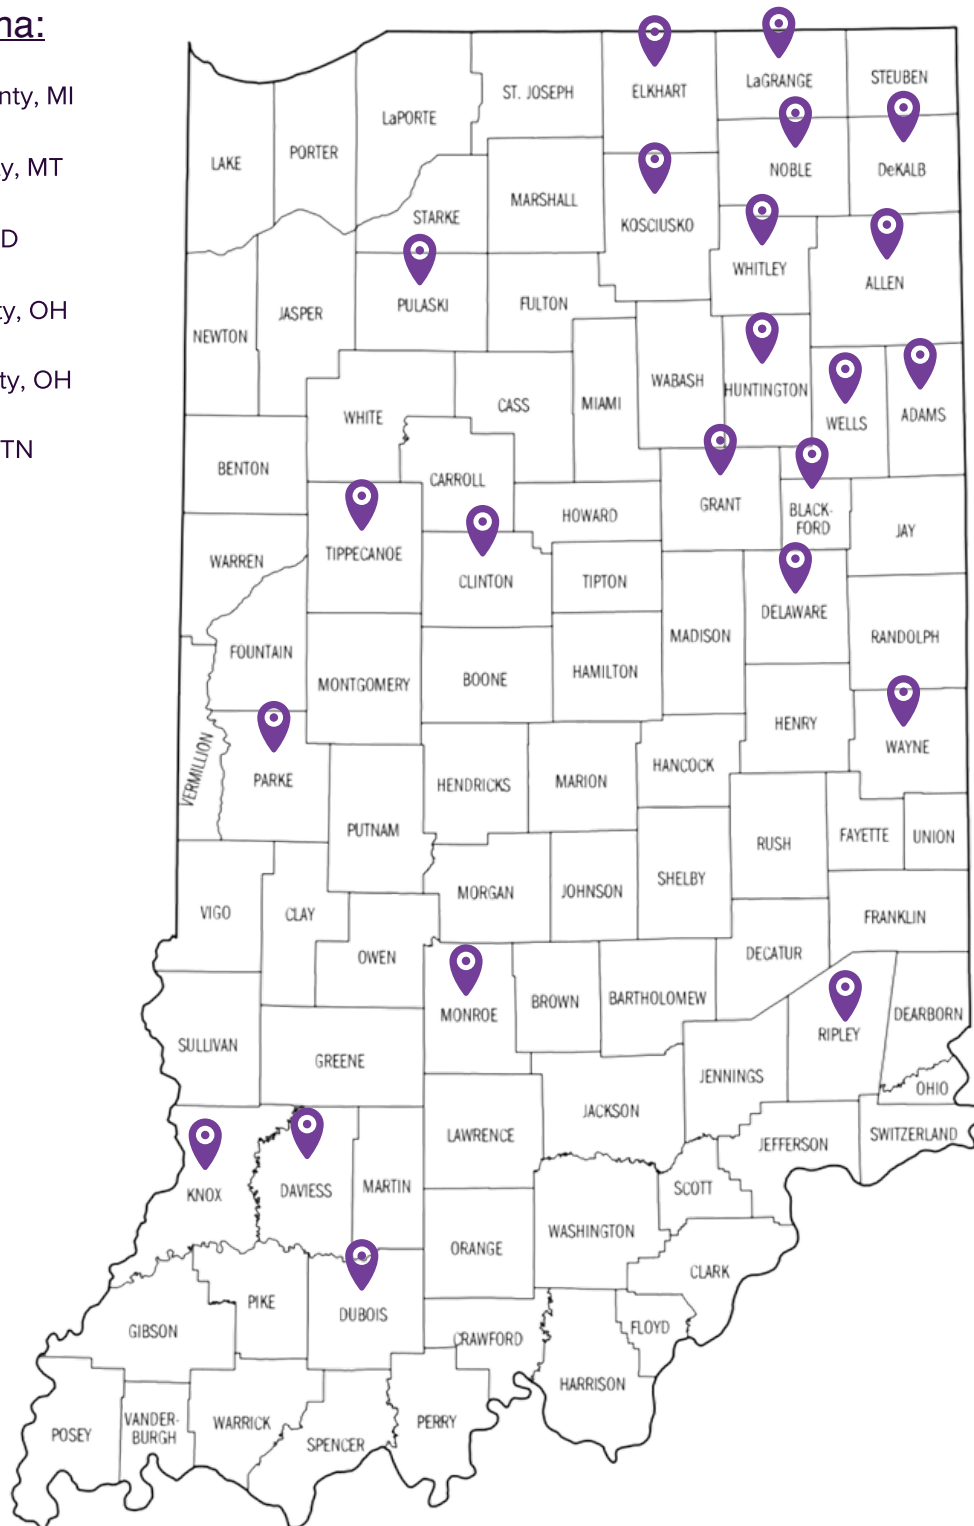 na:
nty, MI
y, MT
D
ty, OH
ty, OH
TN
ST. JOSEPH
ELKHART
LaGRANGE
STEUBEN
LaPORTE
LAKE
PORTER
NOBLE
DeKALB
MARSHALL
STARKE
KOSCIUSKO
WHITLEY
ALLEN
PULASKI
FULTON
JASPER
NEWTON
WABASH
HUNTINGTON
WHITE
CASS
MIAMI
WELLS
ADAMS
BENTON
CARROLL
GRANT
BLACK-
FORD
HOWARD
JAY
WARREN
TIPPECANOE
CLINTON
TIPTON
DELAWARE
MADISON
RANDOLPH
FOUNTAIN
MONTGOMERY
BOONE
HAMILTON
HENRY
WAYNE
VERMILLION
PARKE
HENDRICKS
MARION
HANCOCK
PUTNAM
RUSH
FAYETTE
UNION
MORGAN
JOHNSON
SHELBY
VIGO
CLAY
FRANKLIN
OWEN
DECATUR
MONROE
BROWN
BARTHOLOMEW
DEARBORN
RIPLEY
SULLIVAN
GREENE
JENNINGS
OHIO
JACKSON
LAWRENCE
JEFFERSON
SWITZERLAND
KNOX
DAVIESS
MARTIN
SCOTT
WASHINGTON
ORANGE
CLARK
PIKE
DUBOIS
GIBSON
CRAWFORD
FLOYD
HARRISON
POSEY
VANDER-
BURGH
WARRICK
SPENCER
PERRY